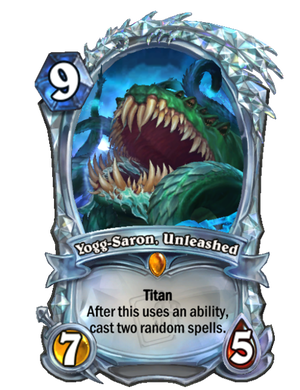 9
Yogg-Saron, Unleashed
Titan
After this uses an ability,
cast two random spells.
7
5